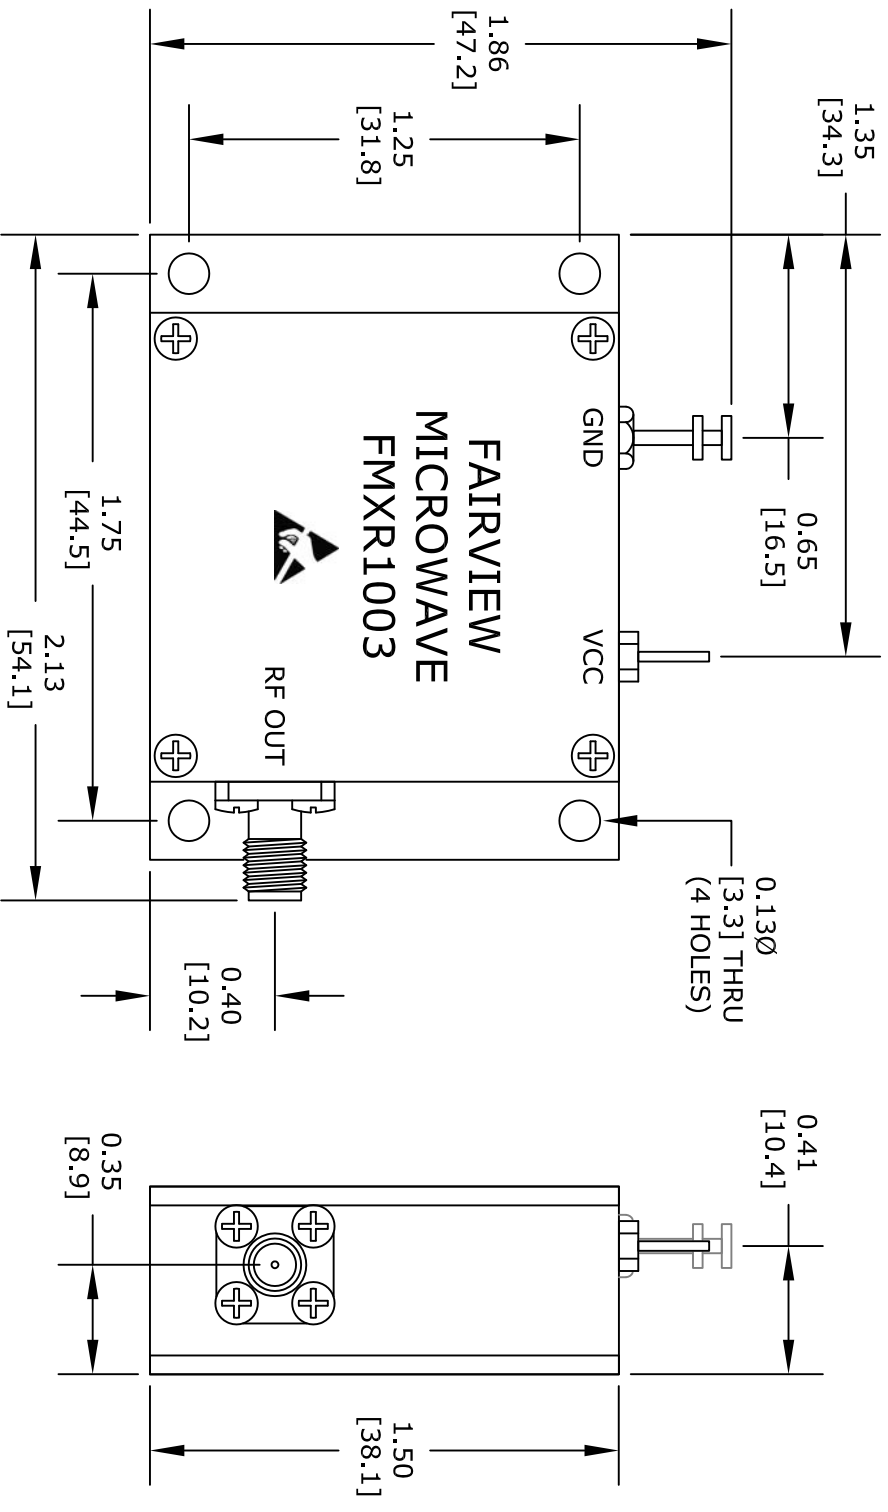 1.86
[47.2]
1.25
[31.8]
1.35
[34.3]
0.65
[16.5]
GND
VCC
FAIRVIEW
MICROWAVE
FMXR1003
RF OUT
1.75
[44.5]
2.13
[54.1]
0.13Ø
[3.3] THRU
(4 HOLES)
0.40
[10.2]
0.41
[10.4]
0.35
[8.9]
1.50
[38.1]